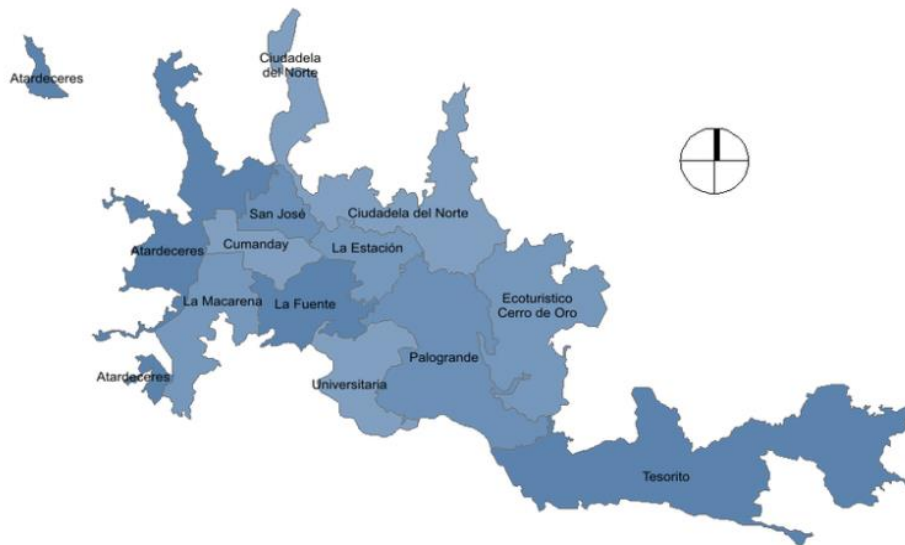 Ciudadela
del Norte
Atardeceres
San José
Ciudadela del Norte
Atardeceres
Cumanday
La Estación
La Macarena
La Fuente
Ecoturistico
Cerro de Oro
Palogrande
Atardeceres
Universitaria
Tesorito